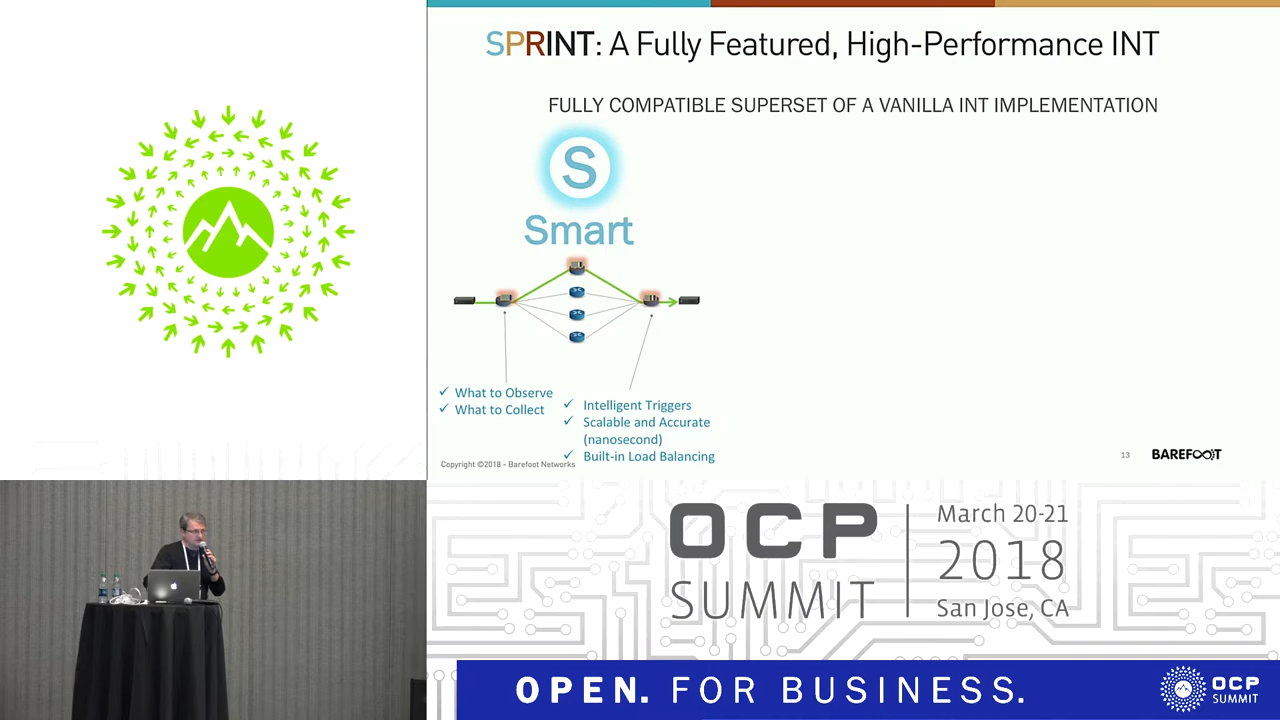 SPRINT: A Fully Featured, High-Performance INT
FULLY COMPATIBLE SUPERSET OF A VANILLA INT IMPLEMENTATION
S
Smart
✓ What to Observe
✓ What to Collect
✓ Intelligent Triggers
✓ Scalable and Accurate
(nanosecond)
✓ Built-in Load Balancing
Copyright ©2018 - Barefoot Networks
13
BAREFOOT
OCP
SUMMIT
March 20-21
2018
San Jose, CA
OPEN. FOR BUSINESS.
OCP
SUMMIT